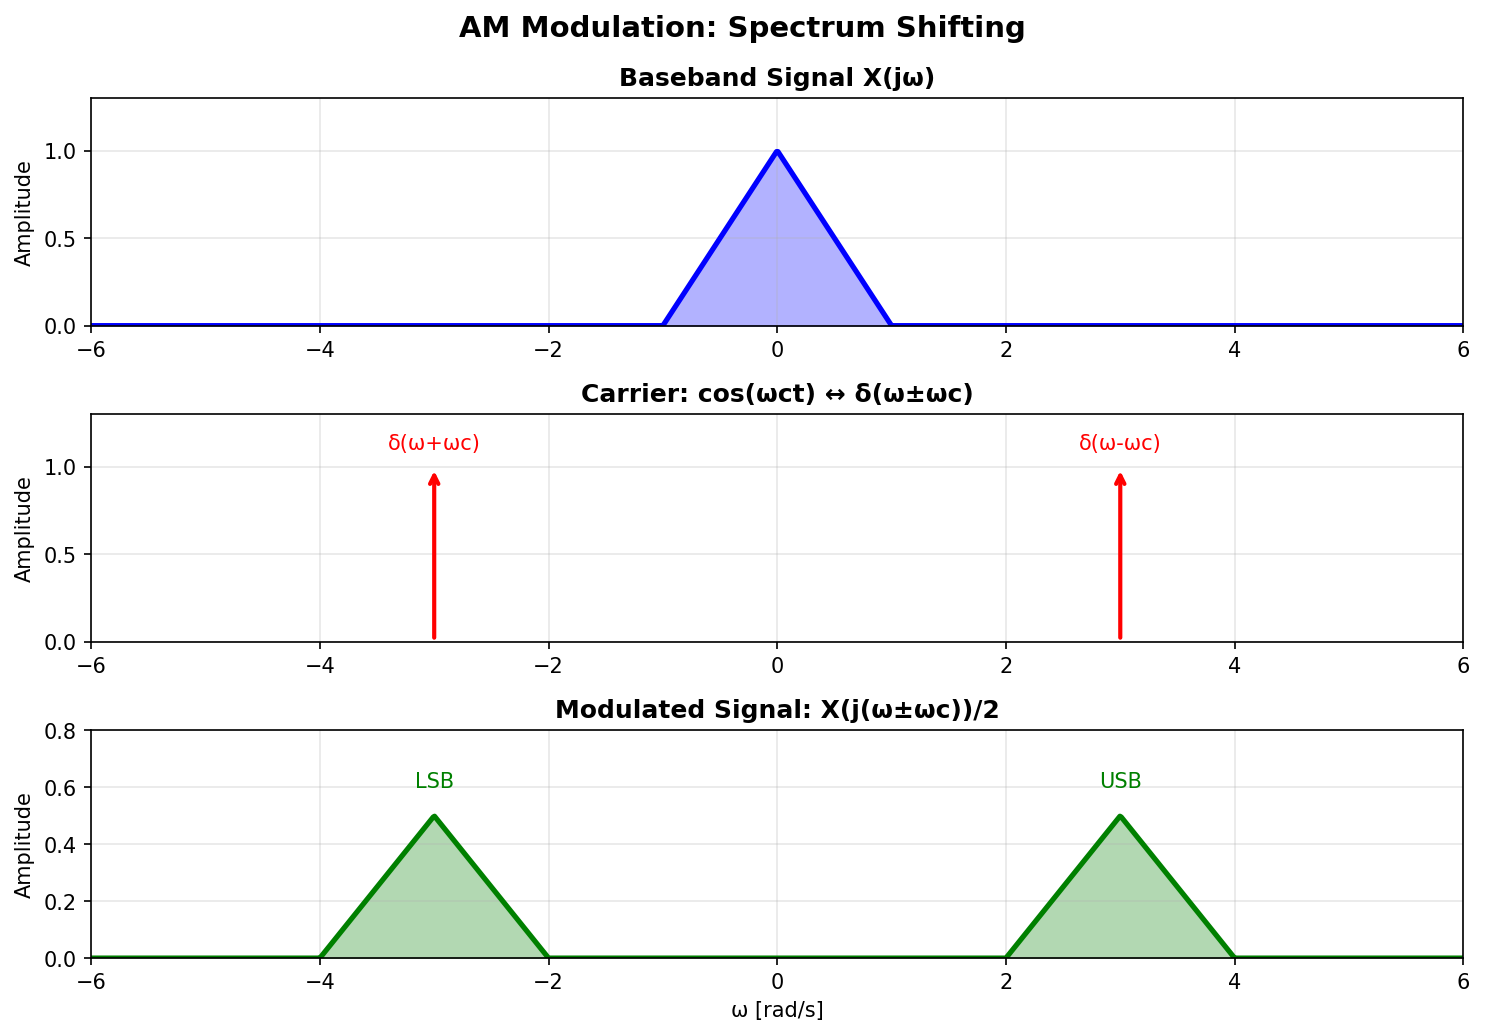 AM Modulation: Spectrum Shifting
Baseband Signal X(jω)
Amplitude
1.0
0.5
0.0
−6 −4 −2 0 2 4 6
Carrier: cos(ωct) ↔ δ(ω±ωc)
Amplitude
δ(ω+ωc) δ(ω-ωc)
1.0
0.5
0.0
−6 −4 −2 0 2 4 6
Modulated Signal: X(j(ω±ωc))/2
Amplitude
0.8
LSB USB
0.6
0.4
0.2
0.0
−6 −4 −2 0 2 4 6
ω [rad/s]